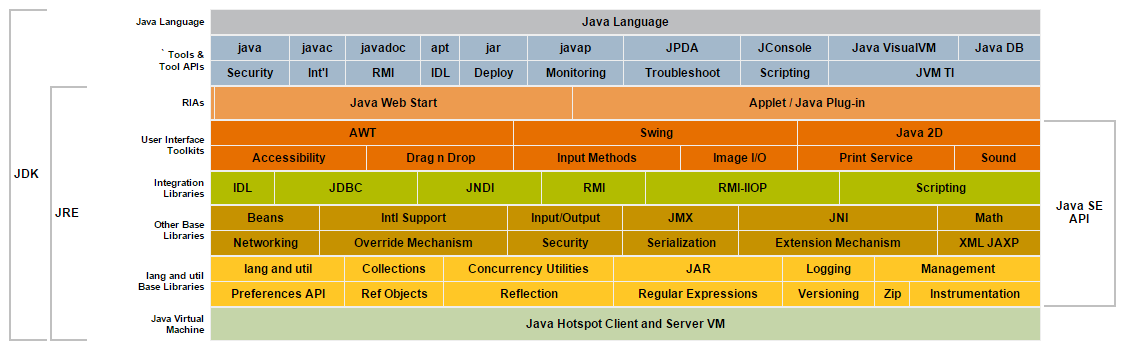 Java Language Java Language
` Tools & Tool APIs
java javac javadoc apt jar javap JPDA JConsole Java VisualVM Java DB
Security Int'l RMI IDL Deploy Monitoring Troubleshoot Scripting JVM TI
RIAs Java Web Start Applet / Java Plug-in
User Interface Toolkits
AWT Swing Java 2D
Accessibility Drag n Drop Input Methods Image I/O Print Service Sound
Integration Libraries
IDL JDBC JNDI RMI RMI-IIOP Scripting
Other Base Libraries
Beans Intl Support Input/Output JMX JNI Math
Networking Override Mechanism Security Serialization Extension Mechanism XML JAXP
lang and util Base Libraries
lang and util Collections Concurrency Utilities JAR Logging Management
Preferences API Ref Objects Reflection Regular Expressions Versioning Zip Instrumentation
Java Virtual Machine
Java Hotspot Client and Server VM
JDK
JRE
Java SE
API